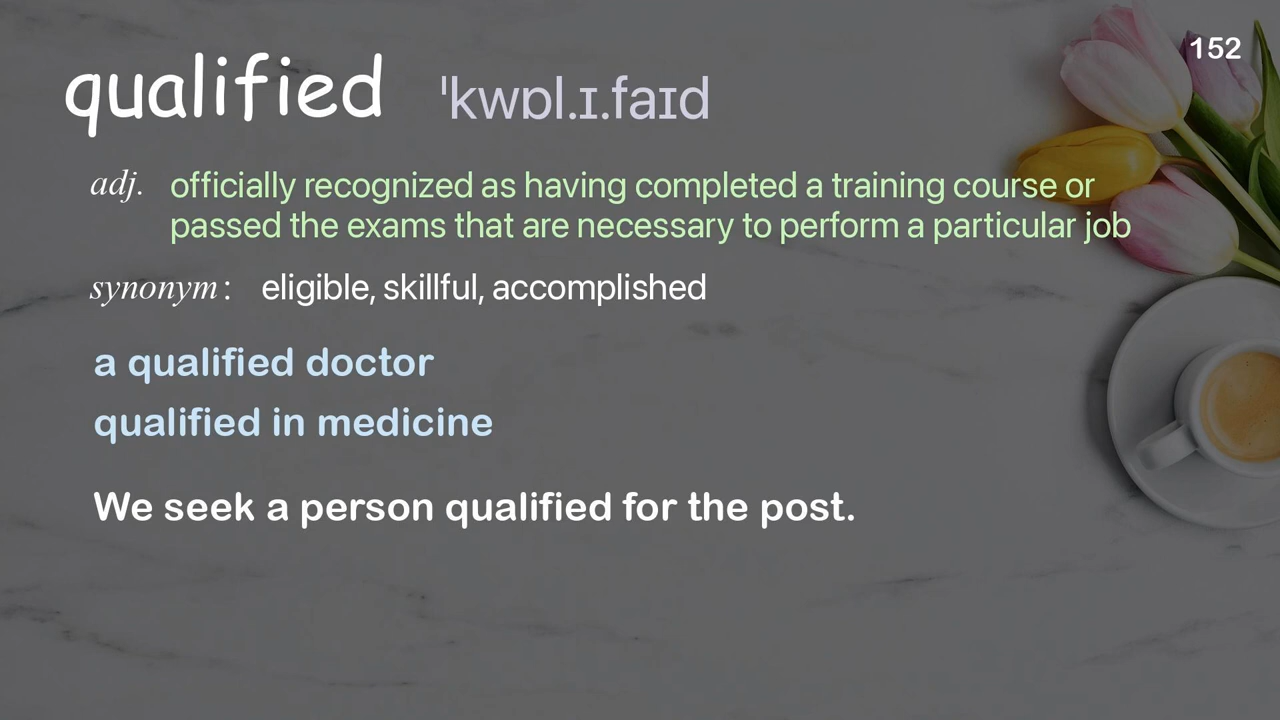 152
qualified ˈkwɒl.ɪ.faɪd
adj. officially recognized as having completed a training course or
passed the exams that are necessary to perform a particular job
synonym: eligible, skillful, accomplished
a qualified doctor
qualified in medicine
We seek a person qualified for the post.